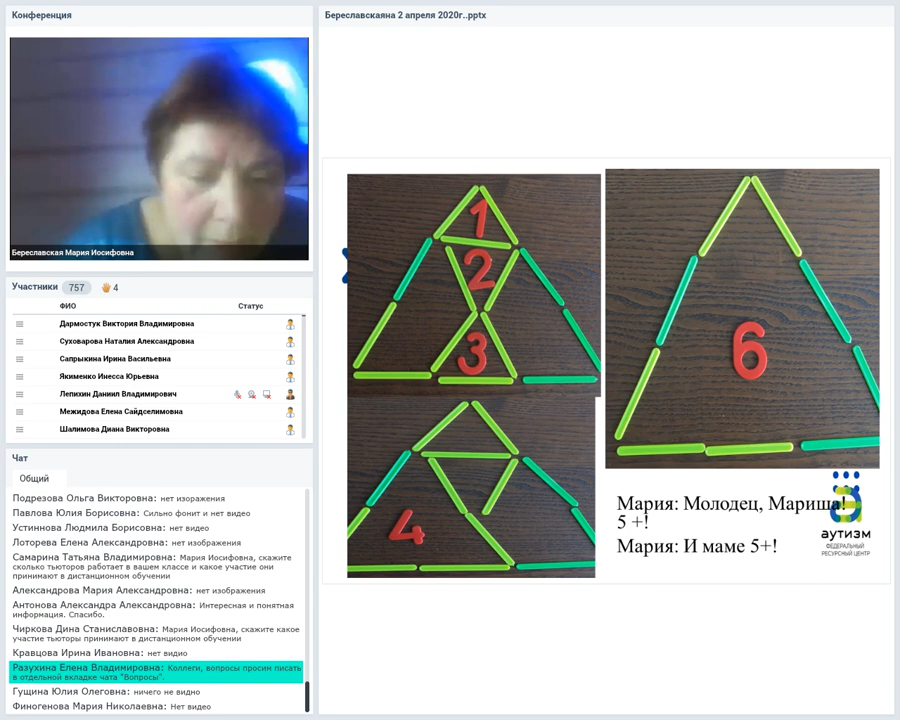 Конференция
Береславская Мария Иосифовна
Участники 757 4
ФИО Статус
Дармостук Виктория Владимировна
Суховарова Наталия Александровна
Сапрыкина Ирина Васильевна
Якименко Инесса Юрьевна
Лепихин Даниил Владимирович
Межидова Елена Сайдселимовна
Шалимова Диана Викторовна
Чат
Общий
Подрезова Ольга Викторовна: нет изоражения
Павлова Юлия Борисовна: Сильно фонит и нет видео
Устиннова Людмила Борисовна: нет видео
Лоторева Елена Александровна: нет изображения
Самарина Татьяна Владимировна: Мария Иосифовна, скажите
сколько тьюторов работает в вашем классе и какое участие они
принимают в дистанционном обучении
Александрова Мария Александровна: нет изображения
Антонова Александра Александровна: Интересная и понятная
информация. Спасибо.
Чиркова Дина Станиславовна: Мария Иосифовна, скажите какое
участие тьюторы принимают в дистанционном обучении
Кравцова Ирина Ивановна: нет видио
Разухина Елена Владимировна: Коллеги, вопросы просим писать
в отдельной вкладке чата "Вопросы".
Гущина Юлия Олеговна: ничего не видно
Финогенова Мария Николаевна: Нет видео
Береславскаяна 2 апреля 2020г..pptx
1
2
3
4
6
Мария: Молодец, Мариша!
5 +!
Мария: И маме 5+!
аутизм
ФЕДЕРАЛЬНЫЙ
РЕСУРСНЫЙ ЦЕНТР